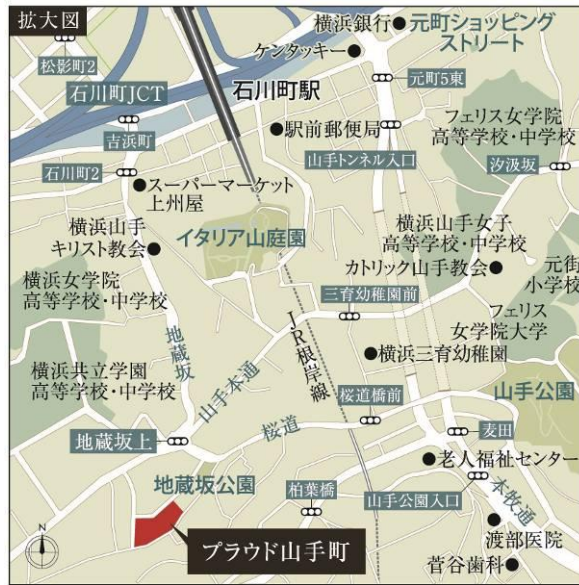 拡大図
横浜銀行
元町ショッピング
ストリート
ケンタッキー
松影町2
石川町駅
元町5東
石川町JCT
フェリス女学院
高等学校・中学校
駅前郵便局
吉浜町
山手トンネル入口
汐汲坂
石川町2
スーパーマーケット
上州屋
横浜山手
キリスト教会
イタリア山庭園
横浜山手女子
高等学校・中学校
カトリック山手教会
元街
小学校
横浜女学院
高等学校・中学校
三育幼稚園前
フェリス
女学院大学
地蔵坂
JR根岸線
横浜三育幼稚園
横浜共立学園
高等学校・中学校
山手本通
山手公園
桜道橋前
地蔵坂上
桜道
麦田
老人福祉センター
地蔵坂公園
柏葉橋
山手公園入口
本牧通
N
プラウド山手町
渡部医院
菅谷歯科